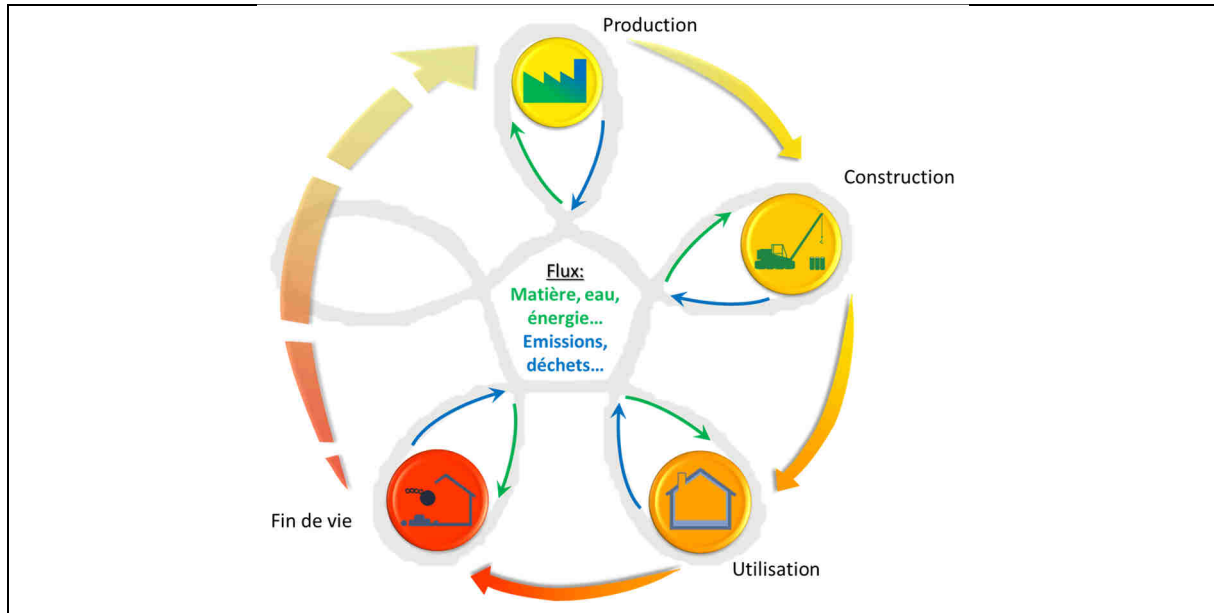 Production
Construction
Flux:
Matière, eau,
énergie...
Emissions,
déchets...
Fin de vie
Utilisation